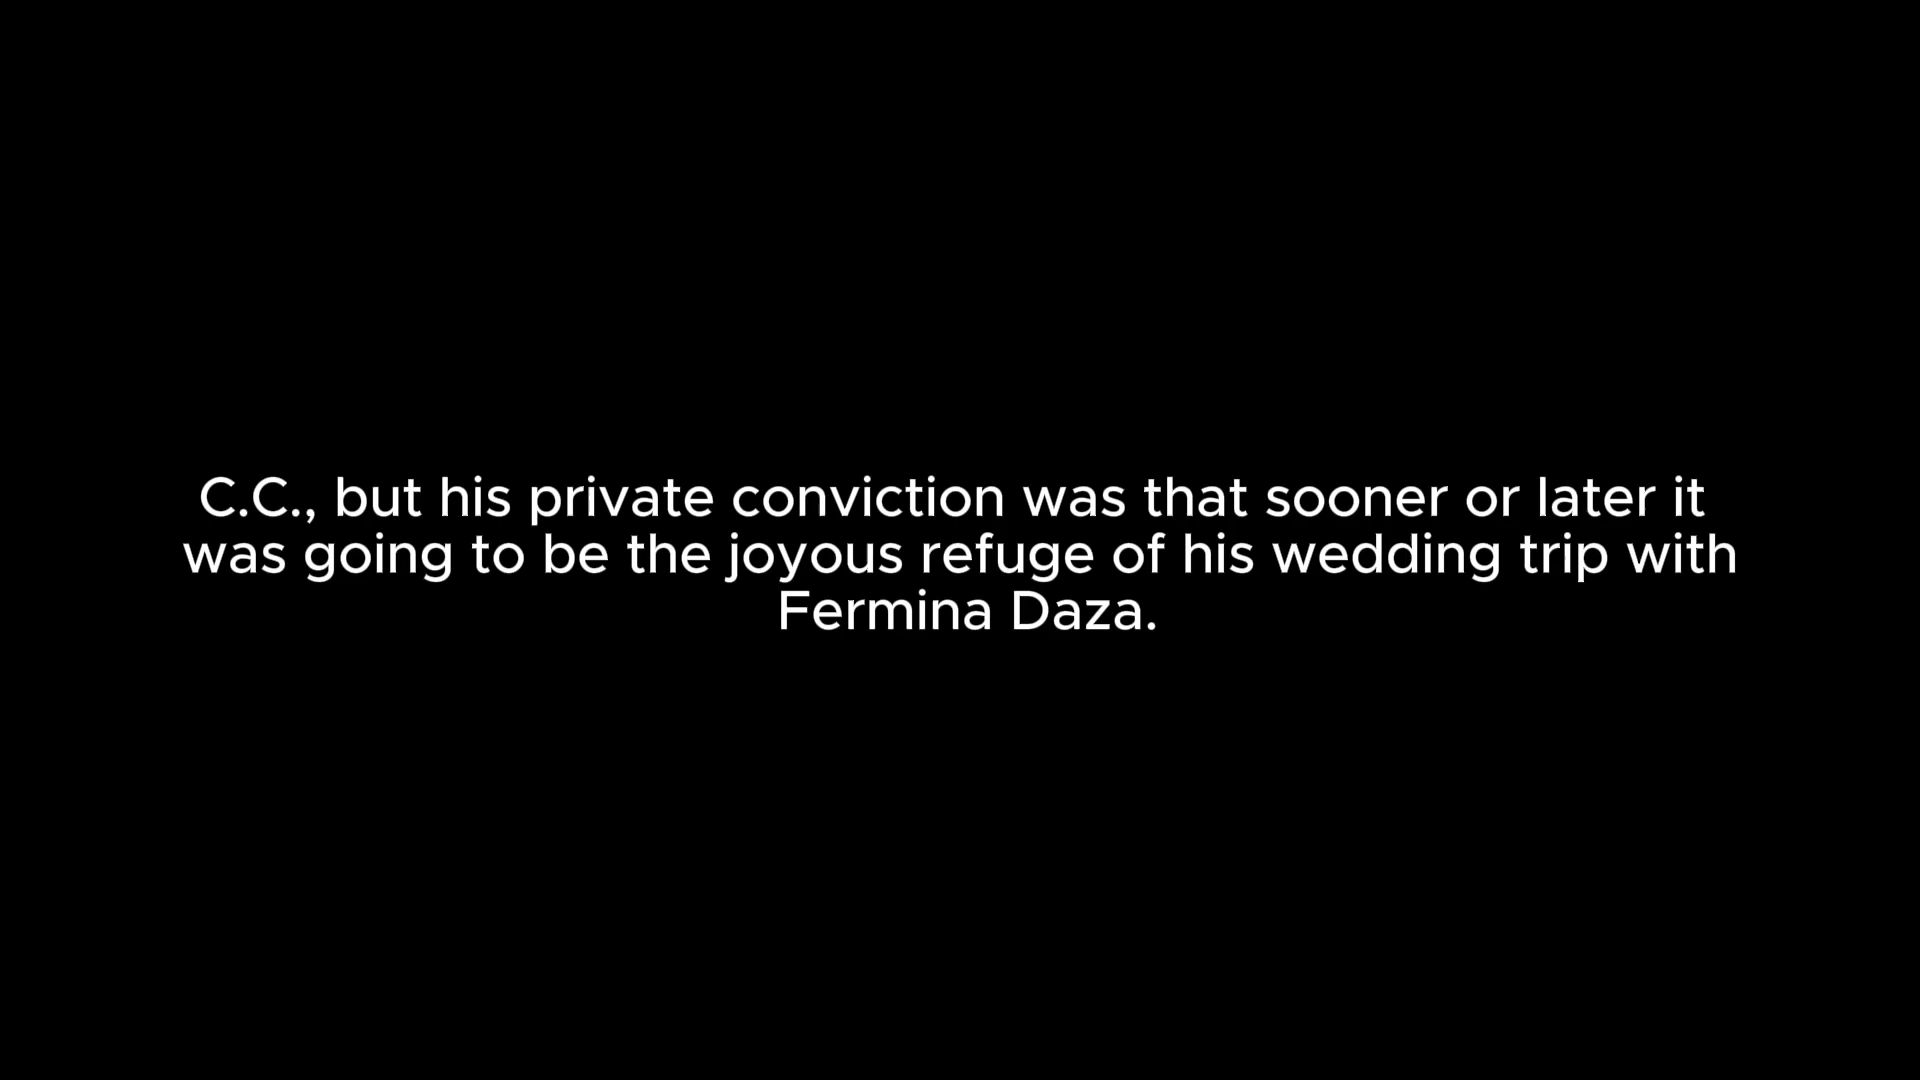 C.C., but his private conviction was that sooner or later it
was going to be the joyous refuge of his wedding trip with
Fermina Daza.